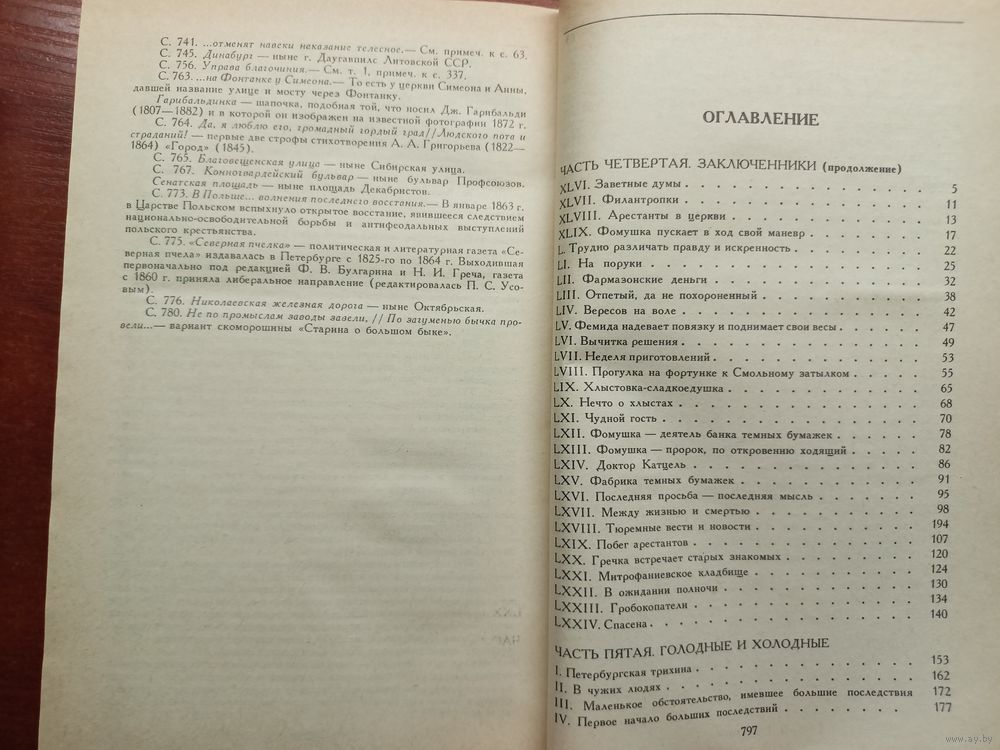 С. 741. ...отменят навски наказание телесное.— См. примеч. к с. 63.
С. 745. Динабург — ныне г. Даугавпилс Литовской ССР.
С. 756. Управа благочиния.— См. т. 1, примеч. к с. 337.
С. 763. ...на Фонтанке у Симеона.— То есть у церкви Симеона и Анны,
давшей название улице и мосту через Фонтанку.
Гарибальдинка — шапочка, подобная той, что носил Дж. Гарибальди
(1807—1882) и в которой он изображен на известной фотографии 1872 г.
С. 764. Да, я люблю его, громадный гордый град//Людского пота и
страданий! — первые две строфы стихотворения А. А. Григорьева (1822—
1864) «Город» (1845).
С. 765. Благовещенская улица — ныне Сибирская улица.
С. 767. Конногвардейский бульвар — ныне бульвар Профсоюзов.
Сенатская площадь — ныне площадь Декабристов.
С. 773. В Польше... волнения последнего восстания.— В январе 1863 г.
в Царстве Польском вспыхнуло открытое восстание, явившееся следствием
национально-освободительной борьбы и антифеодальных выступлений
польского крестьянства.
С. 775. «Северная пчелка» — политическая и литературная газета «Се-
верная пчела» издавалась в Петербурге с 1825-го по 1864 г. Выходившая
первоначально под редакцией Ф. В. Булгарина и Н. И. Греча, газета
с 1860 г. приняла либеральное направление (редактировалась П. С. Усо-
вым).
С. 776. Николаевская железная дорога — ныне Октябрьская.
С. 780. Не по промыслам заводы завели, // По загуменью бычка про-
вели...— вариант скоморошины «Старина о большом быке».
ОГЛАВЛЕНИЕ
ЧАСТЬ ЧЕТВЕРТАЯ. ЗАКЛЮЧЕННИКИ (продолжение)
XLVI. Заветные думы . . . 5
XLVII. Филантропки . . . 11
XLVIII. Арестанты в церкви . . . 13
XLIX. Фомушка пускает в ход свой маневр . . . 17
L. Трудно различать правду и искренность . . . 22
LI. На поруки . . . 25
LII. Фармазонские деньги . . . 32
LIII. Отпетый, да не похороненный . . . 38
LIV. Вересов на воле . . . 42
LV. Фемида надевает повязку и поднимает свои весы . . . 47
LVI. Вычитка решения . . . 49
LVII. Неделя приготовлений . . . 53
LVIII. Прогулка на фортунке к Смольному затылком . . . 55
LIX. Хлыстовка-сладкоедушка . . . 65
LX. Нечто о хлыстах . . . 68
LXI. Чудной гость . . . 70
LXII. Фомушка — деятель банка темных бумажек . . . 78
LXIII. Фомушка — пророк, по откровению ходящий . . . 82
LXIV. Доктор Катцель . . . 86
LXV. Фабрика темных бумажек . . . 91
LXVI. Последняя просьба — последняя мысль . . . 95
LXVII. Между жизнью и смертью . . . 98
LXVIII. Тюремные вести и новости . . . 194
LXIX. Побег арестантов . . . 107
LXX. Гречка встречает старых знакомых . . . 120
LXXI. Митрофаниевское кладбище . . . 124
LXXII. В ожидании полночи . . . 130
LXXIII. Гробокопатели . . . 134
LXXIV. Спасена . . . 140
ЧАСТЬ ПЯТАЯ. ГОЛОДНЫЕ И ХОЛОДНЫЕ
I. Петербургская трихина . . . 153
II. В чужих людях . . . 162
III. Маленькое обстоятельство, имевшее большие последствия 172
IV. Первое начало больших последствий . . . 177
797
www.ay.by